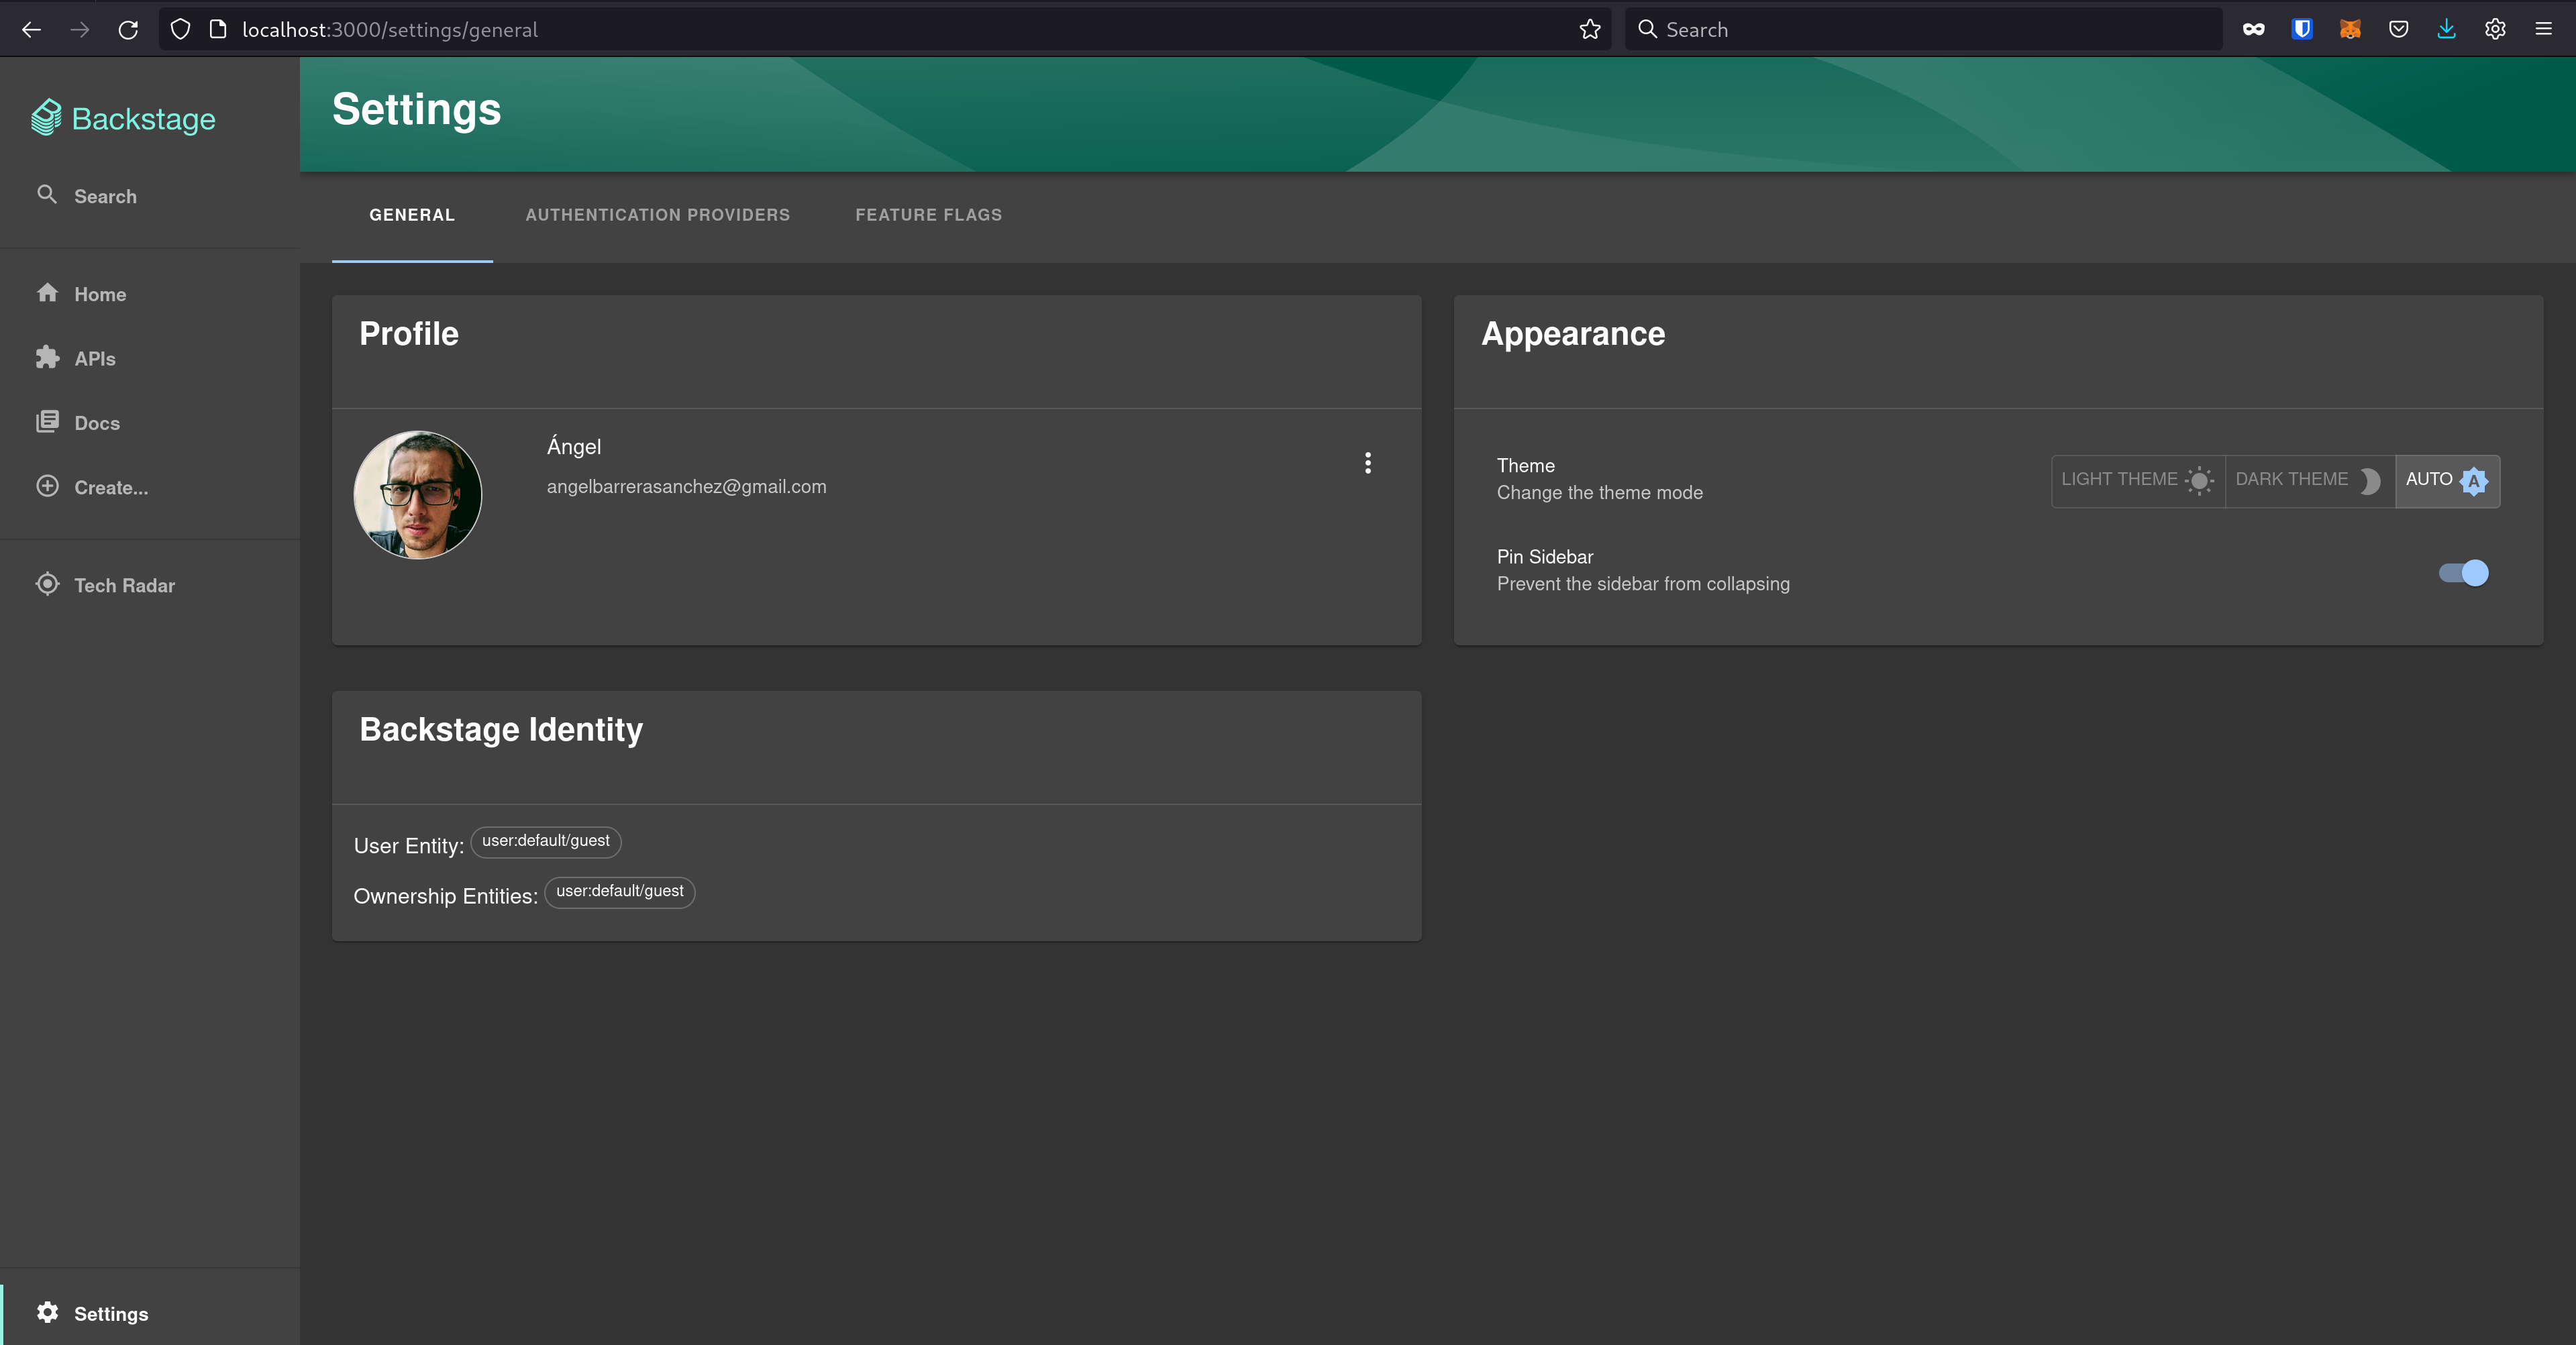 localhost:3000/settings/general
Search
Backstage
Search
Home
APIs
Docs
Create...
Tech Radar
Settings
Settings
GENERAL
AUTHENTICATION PROVIDERS
FEATURE FLAGS
Profile
Ángel
angelbarrerasanchez@gmail.com
Appearance
Theme
Change the theme mode
LIGHT THEME
DARK THEME
AUTO A
Pin Sidebar
Prevent the sidebar from collapsing
Backstage Identity
User Entity: user:default/guest
Ownership Entities: user:default/guest